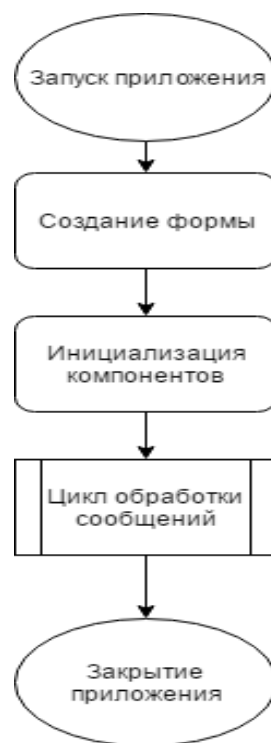 Запуск приложения
Создание формы
Инициализация
компонентов
Цикл обработки
сообщений
Закрытие
приложения